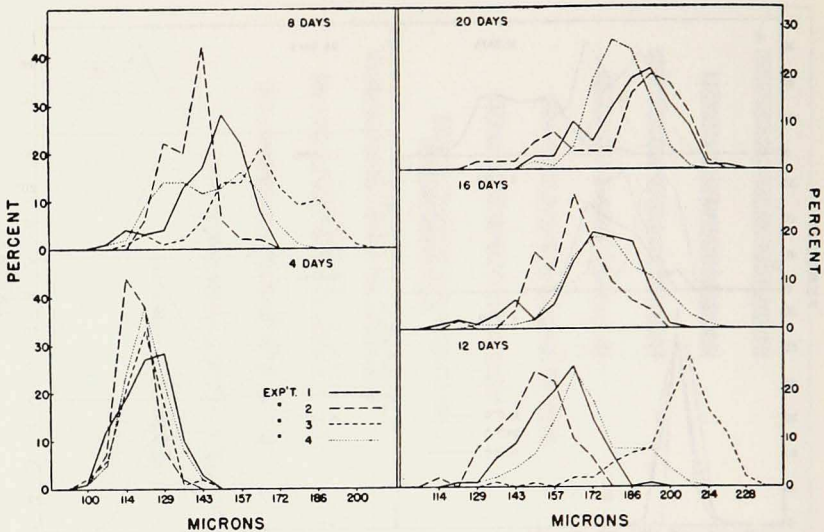 8 DAYS
40
30
20
10
0
PERCENT
4 DAYS
40
30
20
10
0
EXP'T. 1
" 2
" 3
" 4
100 114 129 143 157 172 186 200
MICRONS
20 DAYS
30
20
10
0
16 DAYS
20
10
0
PERCENT
12 DAYS
20
10
0
114 129 143 157 172 186 200 214 228
MICRONS